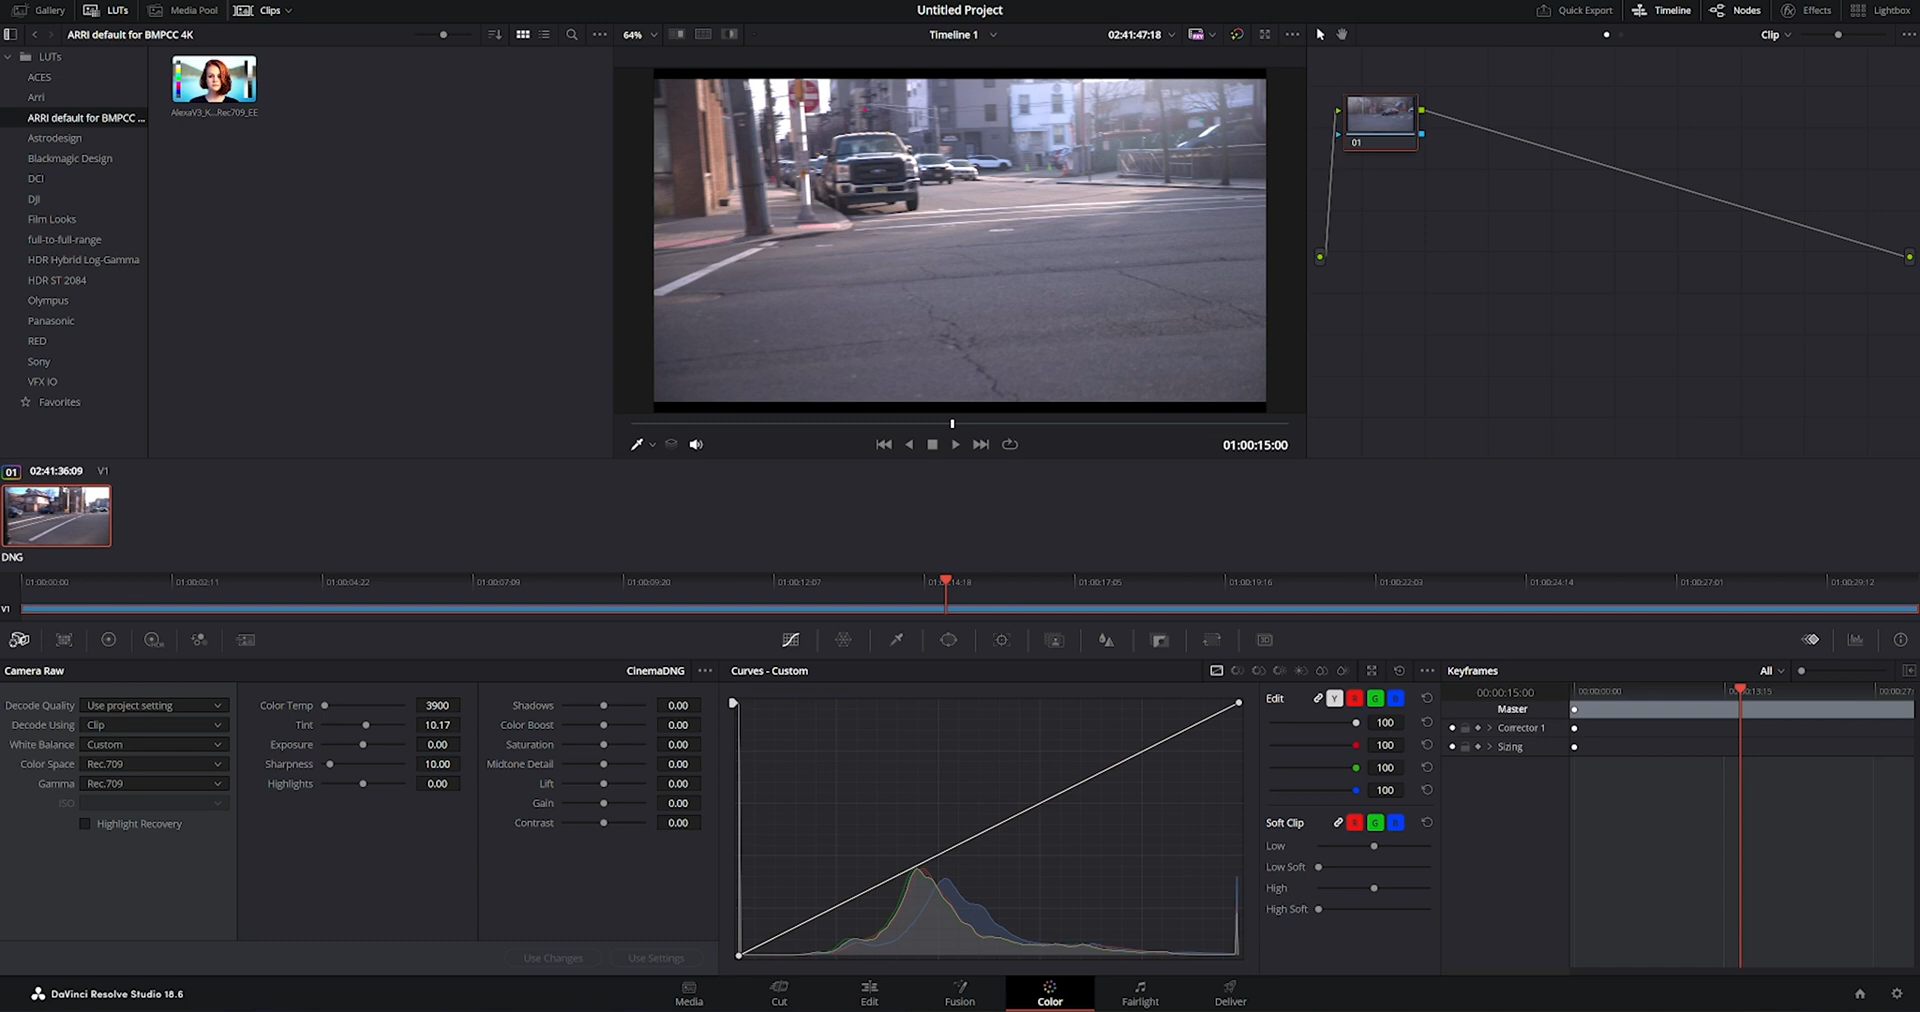 Gallery LUTs Media Pool Clips Untitled Project Quick Export Timeline Nodes Effects Lightbox
ARRI default for BMPCC 4K 64% Timeline 1 02:41:47:18 Clip
LUTs
ACES
Arri
ARRI default for BMPCC ...
Astrodesign
Blackmagic Design
DCI
DJI
Film Looks
full-to-full-range
HDR Hybrid Log-Gamma
HDR ST 2084
Olympus
Panasonic
RED
Sony
VFX IO
Favorites
AlexaV3_K...Rec709_EE
01
01:00:15:00
01 02:41:36:09 V1
DNG
01:00:00:00 01:00:02:11 01:00:04:22 01:00:07:09 01:00:09:20 01:00:12:07 01:00:14:18 01:00:17:05 01:00:19:16 01:00:22:03 01:00:24:14 01:00:27:01 01:00:29:12
V1
3D
Camera Raw CinemaDNG
Decode Quality Use project setting
Decode Using Clip
White Balance Custom
Color Space Rec.709
Gamma Rec.709
ISO
Highlight Recovery
Color Temp 3900
Tint 10.17
Exposure 0.00
Sharpness 10.00
Highlights 0.00
Shadows 0.00
Color Boost 0.00
Saturation 0.00
Midtone Detail 0.00
Lift 0.00
Gain 0.00
Contrast 0.00
Use Changes Use Settings
Curves - Custom
Edit Y R G B
100
100
100
100
Soft Clip R G B
Low
Low Soft
High
High Soft
Keyframes All
00:00:15:00 00:00:00:00
Master
Corrector 1
Sizing
DaVinci Resolve Studio 18.6
Media Cut Edit Fusion Color Fairlight Deliver